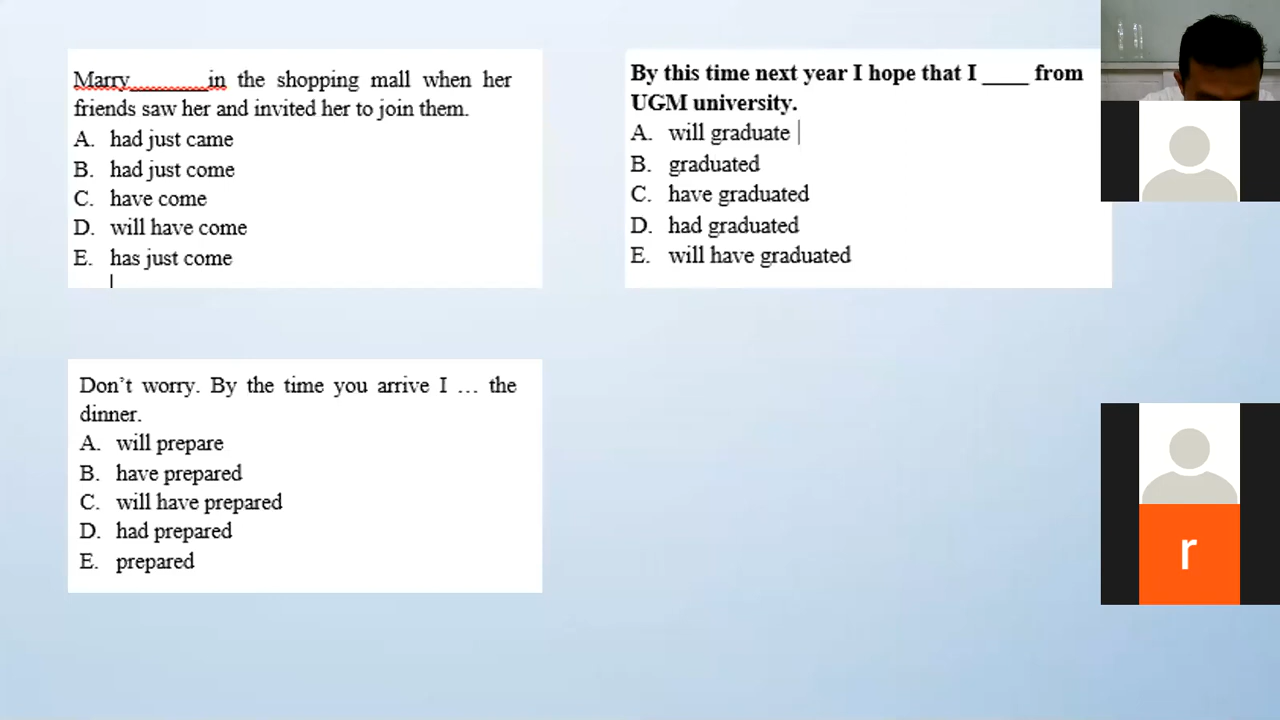 Marry________in the shopping mall when her
friends saw her and invited her to join them.
A. had just came
B. had just come
C. have come
D. will have come
E. has just come
By this time next year I hope that I ____ from
UGM university.
A. will graduate
B. graduated
C. have graduated
D. had graduated
E. will have graduated
Don’t worry. By the time you arrive I … the
dinner.
A. will prepare
B. have prepared
C. will have prepared
D. had prepared
E. prepared
r